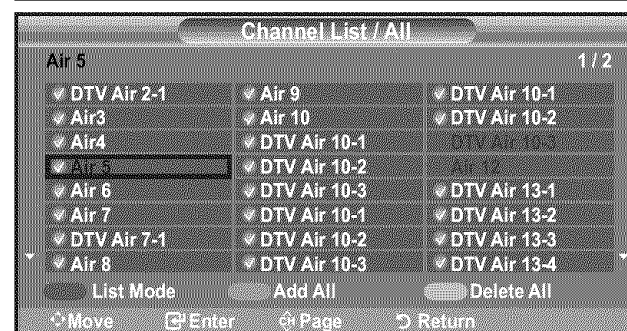 Channel List / All
Air 5 1 / 2
DTV Air 2-1 Air 9 DTV Air 10-1
Air3 Air 10 DTV Air 10-2
Air4 DTV Air 10-1 DTV Air 10-3
Air 5 DTV Air 10-2 Air 12
Air 6 DTV Air 10-3 DTV Air 13-1
Air 7 DTV Air 10-1 DTV Air 13-2
DTV Air 7-1 DTV Air 10-2 DTV Air 13-3
Air 8 DTV Air 10-3 DTV Air 13-4
List Mode Add All Delete All
Move Enter CH Page Return